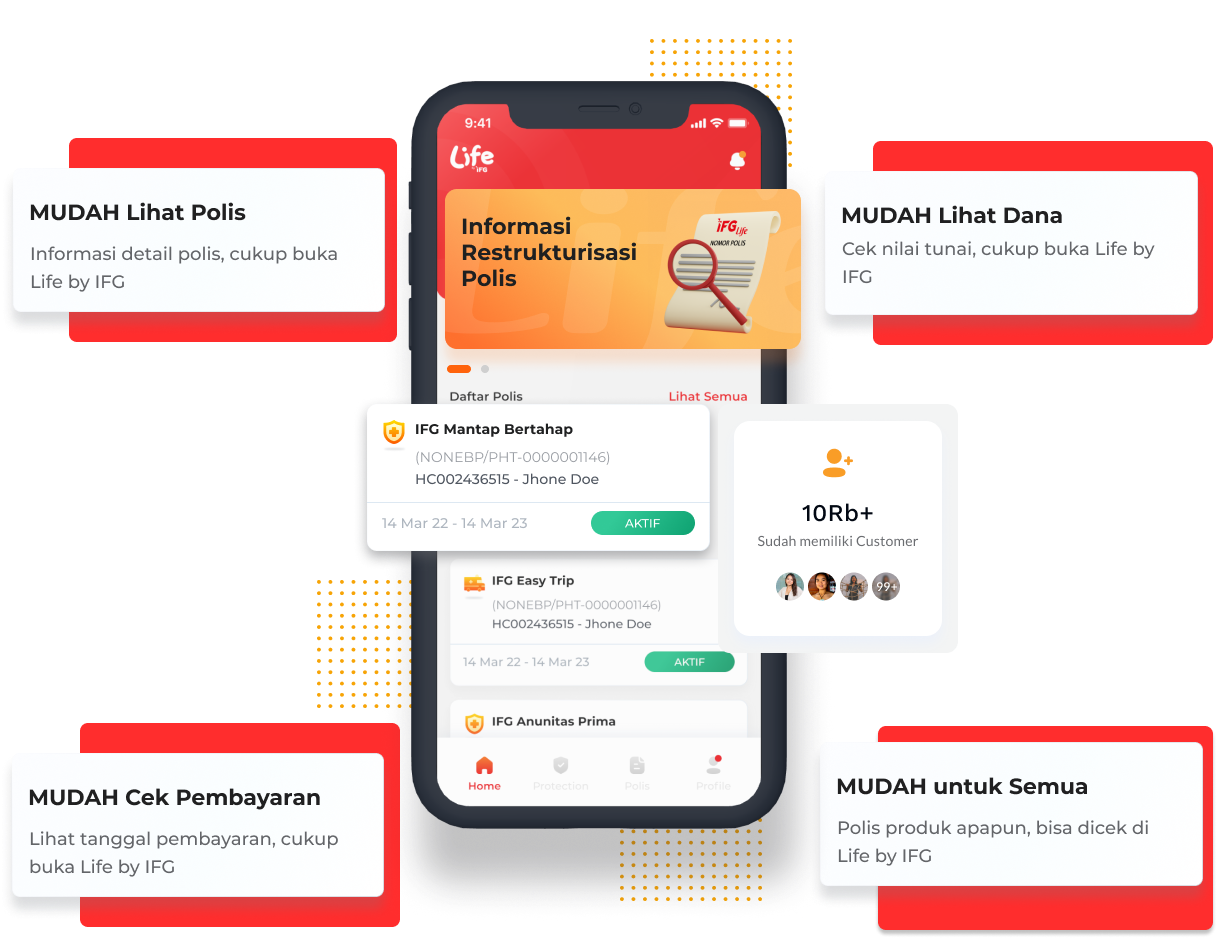 9:41
Life
IFG
MUDAH Lihat Polis
Informasi detail polis, cukup buka
Life by IFG
Informasi
Restrukturisasi
Polis
IFG Life
NOMOR POLIS
MUDAH Lihat Dana
Cek nilai tunai, cukup buka Life by
IFG
Daftar Polis
Lihat Semua
IFG Mantap Bertahap
(NONEBP/PHT-0000001146)
HC002436515 - Jhone Doe
14 Mar 22 - 14 Mar 23
AKTIF
10Rb+
Sudah memiliki Customer
99+
IFG Easy Trip
(NONEBP/PHT-0000001146)
HC002436515 - Jhone Doe
14 Mar 22 - 14 Mar 23
AKTIF
IFG Anunitas Prima
Home
Protection
Polis
Profile
MUDAH Cek Pembayaran
Lihat tanggal pembayaran, cukup
buka Life by IFG
MUDAH untuk Semua
Polis produk apapun, bisa dicek di
Life by IFG